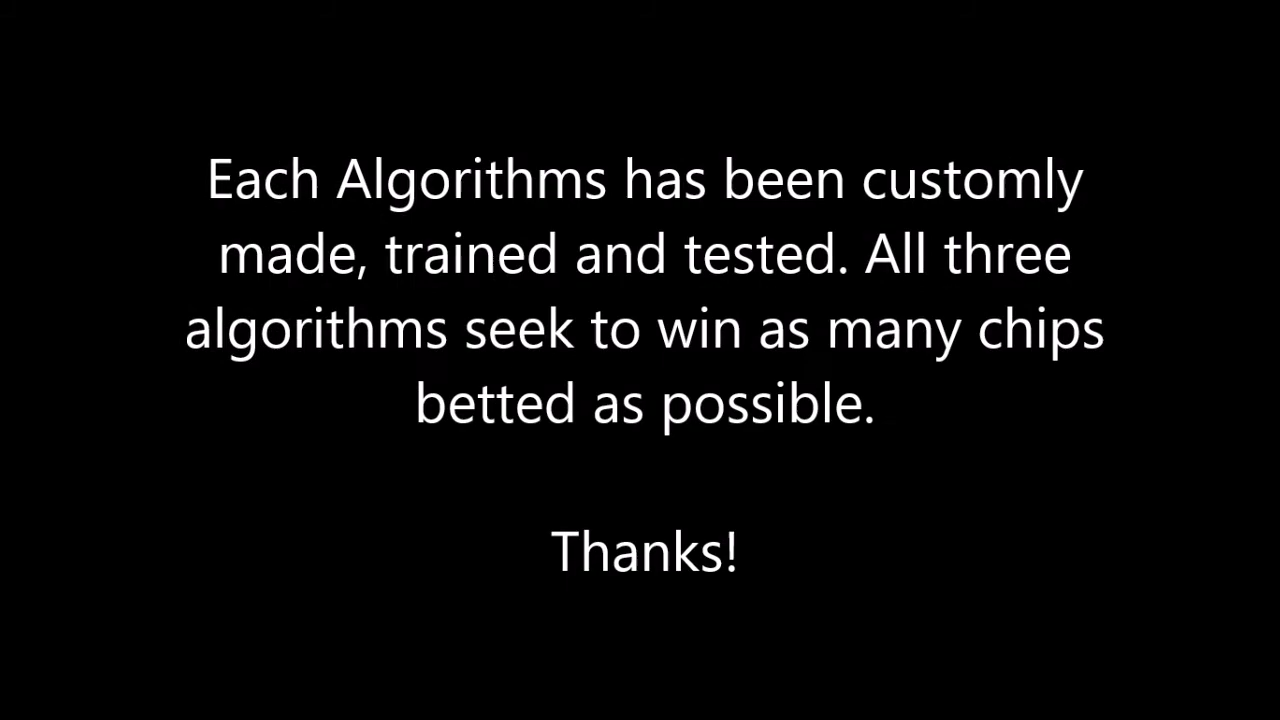 Each Algorithms has been customly
made, trained and tested. All three
algorithms seek to win as many chips
betted as possible.
Thanks!